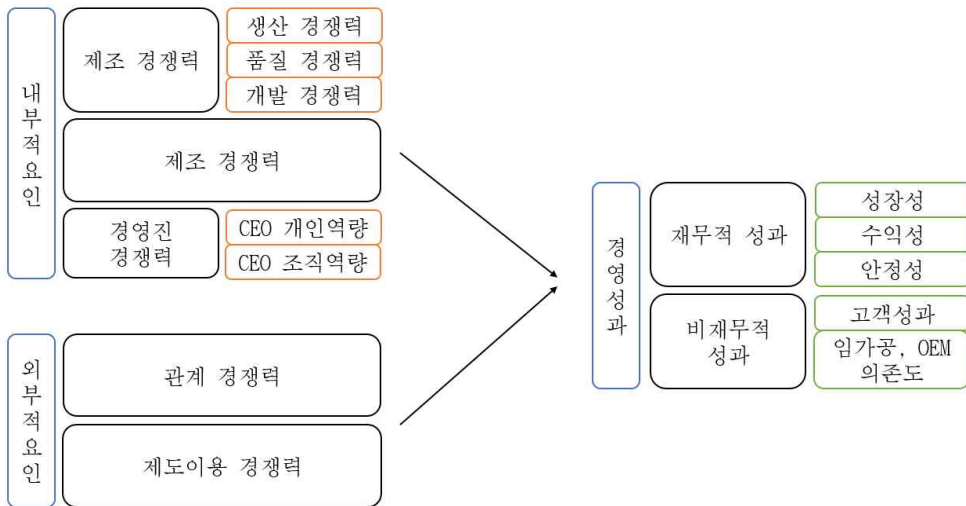 내부적요인
제조 경쟁력
생산 경쟁력
품질 경쟁력
개발 경쟁력
제조 경쟁력
경영진
경쟁력
CEO 개인역량
CEO 조직역량
외부적요인
관계 경쟁력
제도이용 경쟁력
경영성과
재무적 성과
성장성
수익성
안정성
비재무적
성과
고객성과
임가공, OEM
의존도